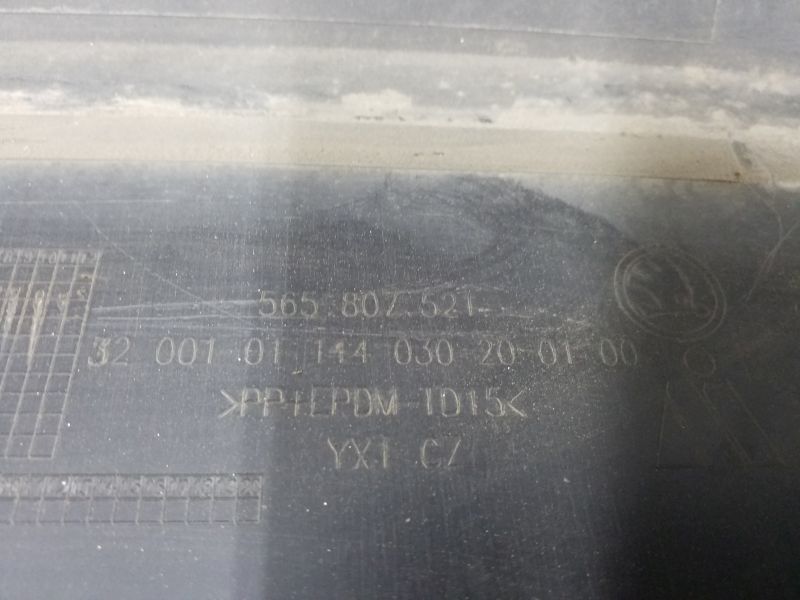 565.807.521
32 001 01 144 030 20-01-00
>PP+EPDM-TD15<
YX1 CZ